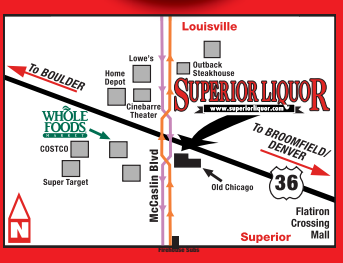 Louisville
Lowe's
Outback
Steakhouse
To BOULDER
Home
Depot
Cinebarre
Theater
SUPERIOR LIQUOR
www.superiorliquor.com
THE
WHOLE
FOODS
MARKET
COSTCO
Super Target
McCaslin Blvd
To BROOMFIELD/
DENVER
Old Chicago
36
Flatiron
Crossing
Mall
Superior
N